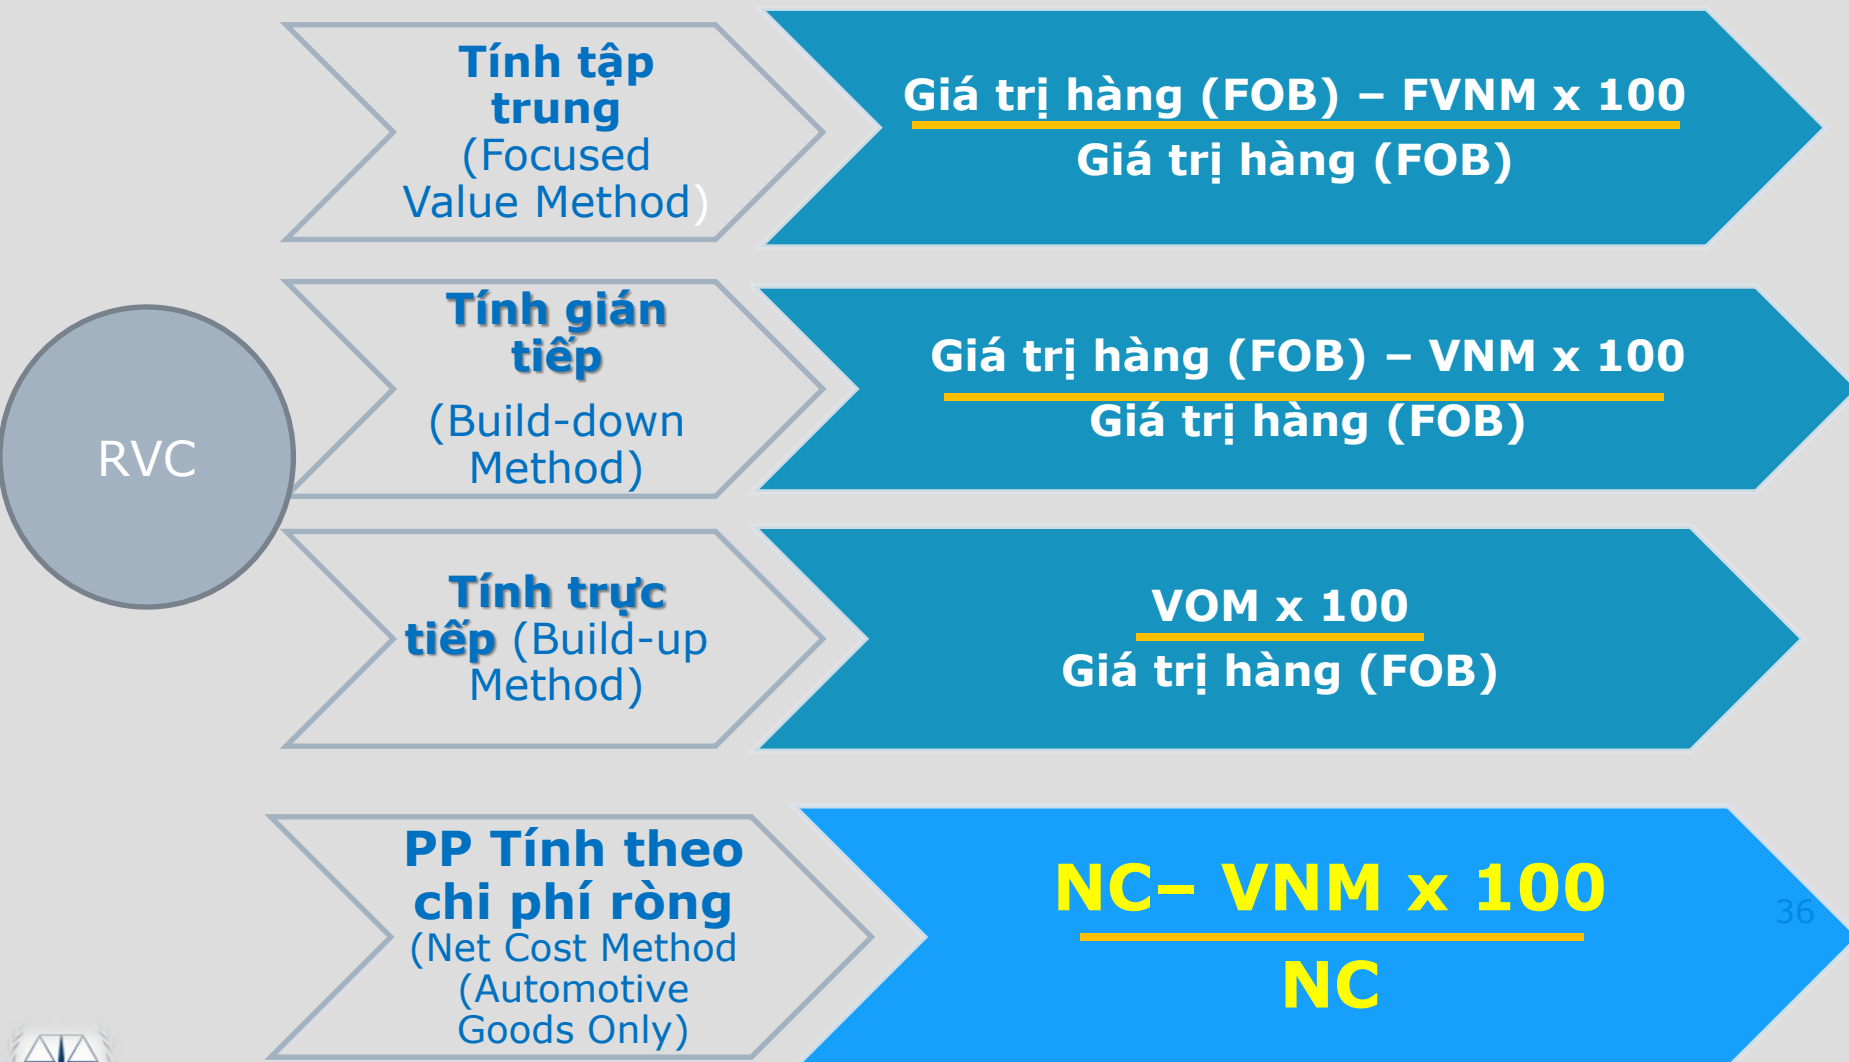 Tính tập
trung
(Focused
Value Method)
Giá trị hàng (FOB) – FVNM x 100
Giá trị hàng (FOB)
RVC
Tính gián
tiếp
(Build-down
Method)
Giá trị hàng (FOB) – VNM x 100
Giá trị hàng (FOB)
Tính trực
tiếp (Build-up
Method)
VOM x 100
Giá trị hàng (FOB)
PP Tính theo
chi phí ròng
(Net Cost Method
(Automotive
Goods Only)
NC– VNM x 100
NC
36